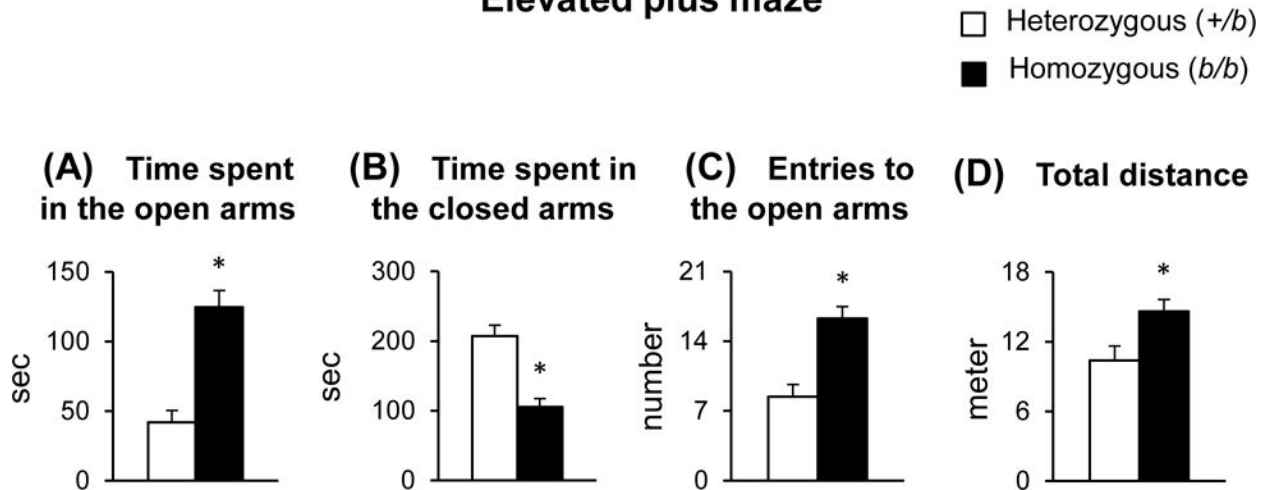 Elevated plus maze
Heterozygous (+/b)
Homozygous (b/b)
(A) Time spent
in the open arms
(B) Time spent in
the closed arms
(C) Entries to
the open arms
(D) Total distance
sec
150
100
50
0
*
sec
300
200
100
0
*
number
21
14
7
0
*
meter
18
12
6
0
*